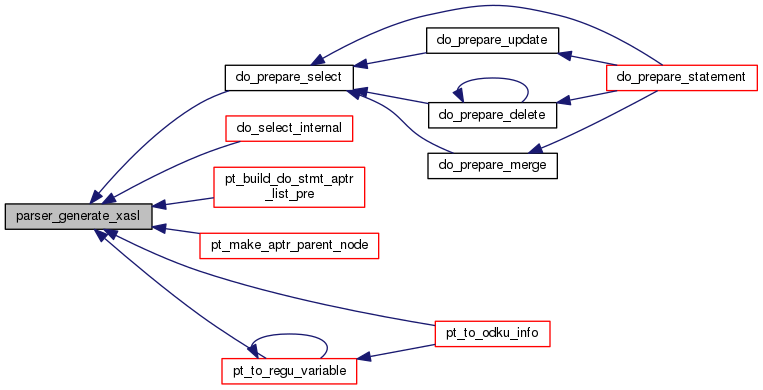 do_prepare_update
do_prepare_select
do_prepare_statement
do_prepare_delete
do_select_internal
do_prepare_merge
pt_build_do_stmt_aptr
_list_pre
parser_generate_xasl
pt_make_aptr_parent_node
pt_to_odku_info
pt_to_regu_variable